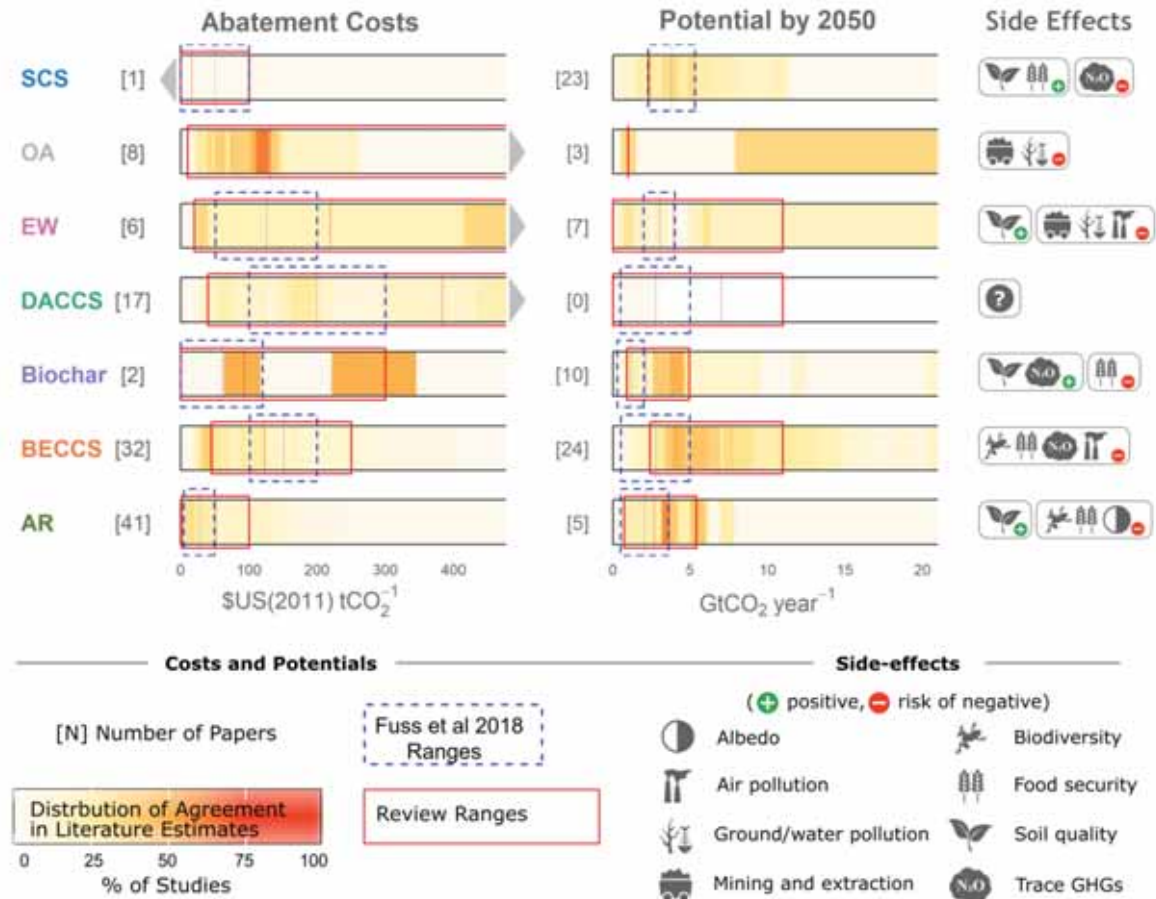 Abatement Costs Potential by 2050 Side Effects
SCS [1] [23] N₂O
OA [8] [3]
EW [6] [7]
DACCS [17] [0] ?
Biochar [2] [10] N₂O
BECCS [32] [24] N₂O
AR [41] [5]
0 100 200 300 400 0 5 10 15 20
$US(2011) tCO₂⁻¹ GtCO₂ year⁻¹
Costs and Potentials Side-effects
(+ positive, − risk of negative)
[N] Number of Papers
Fuss et al 2018
Ranges
Distrbution of Agreement
in Literature Estimates
0 25 50 75 100
% of Studies
Review Ranges
Albedo Biodiversity
Air pollution Food security
Ground/water pollution Soil quality
Mining and extraction N₂O Trace GHGs